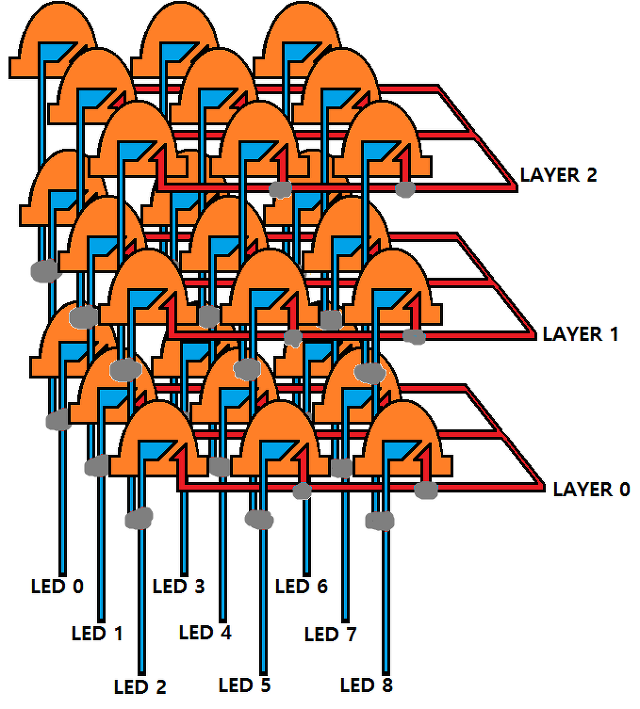 LAYER 2
LAYER 1
LAYER 0
LED 0
LED 3
LED 6
LED 1
LED 4
LED 7
LED 2
LED 5
LED 8